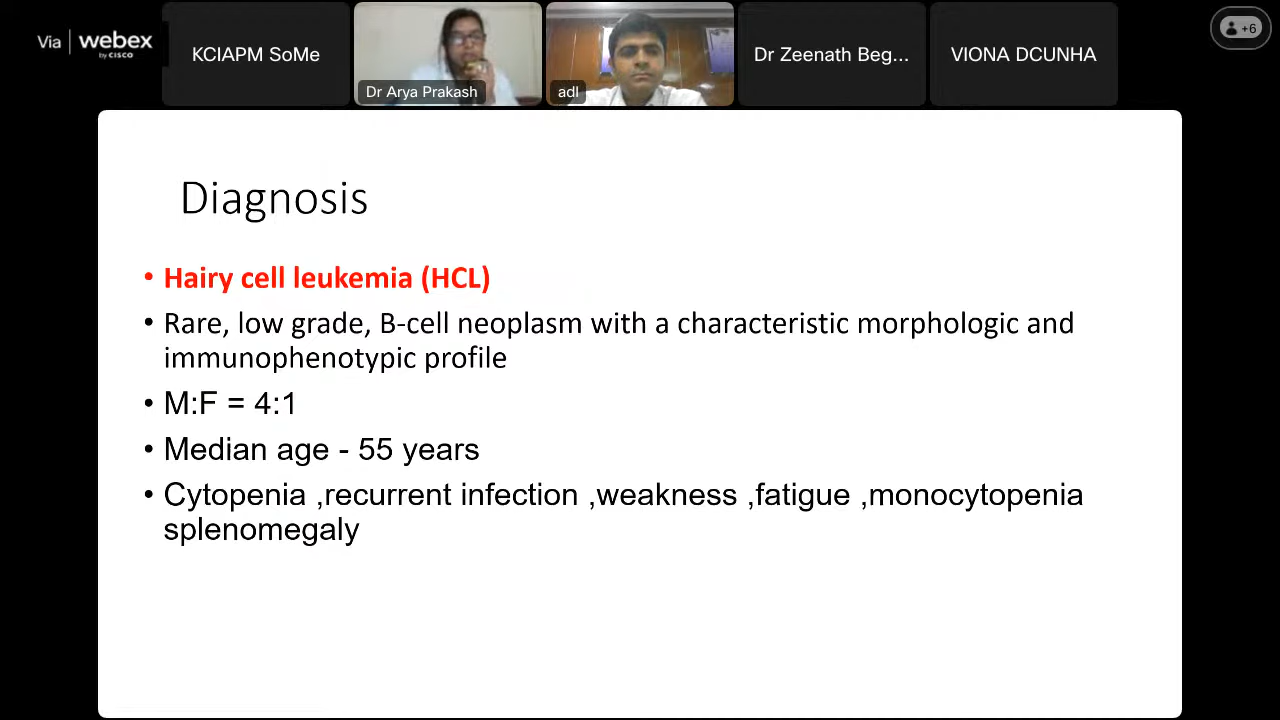 Via webex
by CISCO
KCIAPM SoMe
Dr Arya Prakash
adl
Dr Zeenath Beg...
VIONA DCUNHA
+6
Diagnosis
• Hairy cell leukemia (HCL)
• Rare, low grade, B-cell neoplasm with a characteristic morphologic and
immunophenotypic profile
• M:F = 4:1
• Median age - 55 years
• Cytopenia ,recurrent infection ,weakness ,fatigue ,monocytopenia
splenomegaly